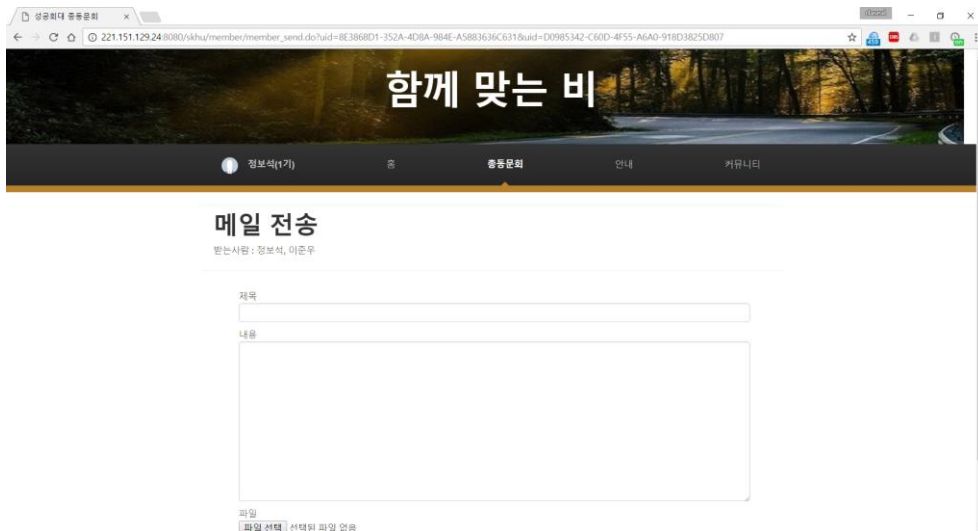 성공회대 총동문회
221.151.129.24:8080/skhu/member/member_send.do?uid=8E3868D1-352A-4D8A-984E-A5883636C631&uid=D0985342-C60D-4F55-A6A0-918D3825D807
함께 맞는 비
정보석(1기) 홈 총동문회 안내 커뮤니티
메일 전송
받는사람 : 정보석, 이준우
제목
내용
파일
파일 선택 선택된 파일 없음